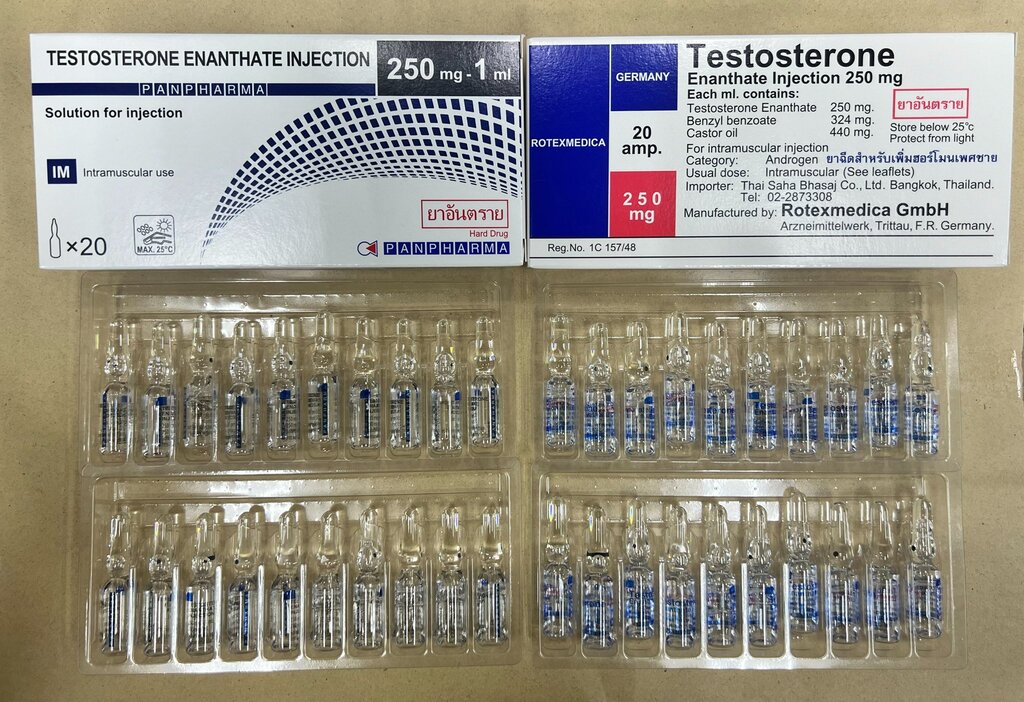 TESTOSTERONE ENANTHATE INJECTION
250 mg - 1 ml
PANPHARMA
Solution for injection
IM Intramuscular use
×20
MAX. 25°C
ยาอันตราย
Hard Drug
PANPHARMA
ROTEXMEDICA
GERMANY
20
amp.
250
mg
Testosterone
Enanthate Injection 250 mg
Each ml. contains:
Testosterone Enanthate 250 mg.
Benzyl benzoate 324 mg.
Castor oil 440 mg.
ยาอันตราย
Store below 25°c
Protect from light
For intramuscular injection
Category: Androgen ยาฉีดสำหรับเพิ่มฮอร์โมนเพศชาย
Usual dose: Intramuscular (See leaflets)
Importer: Thai Saha Bhasaj Co., Ltd. Bangkok, Thailand.
Tel: 02-2873308
Manufactured by: Rotexmedica GmbH
Arzneimittelwerk, Trittau, F.R. Germany.
Reg.No. 1C 157/48
Testosterone